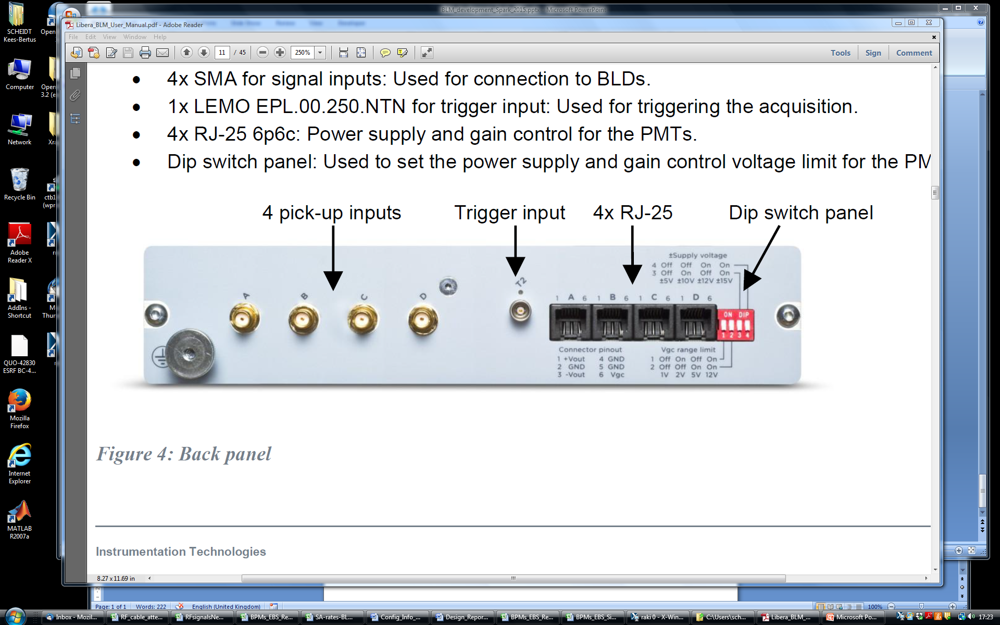 BLM_development_Spark_2015.pptx - Microsoft PowerPoint
Libera_BLM_User_Manual.pdf - Adobe Reader
File Edit View Window Help
11 / 45 250% Tools Sign Comment
• 4x SMA for signal inputs: Used for connection to BLDs.
• 1x LEMO EPL.00.250.NTN for trigger input: Used for triggering the acquisition.
• 4x RJ-25 6p6c: Power supply and gain control for the PMTs.
• Dip switch panel: Used to set the power supply and gain control voltage limit for the PM
4 pick-up inputs Trigger input 4x RJ-25 Dip switch panel
±Supply voltage
4 Off Off On On
3 Off On Off On
±5V ±10V ±12V ±15V
A B C D T2
1 A 6 1 B 6 1 C 6 1 D 6
ON DIP
1 2 3 4
Connector pinout
1 +Vout 4 GND
2 GND 5 GND
3 -Vout 6 Vgc
Vgc range limit
1 Off On Off On
2 Off Off On On
1V 2V 5V 12V
Figure 4: Back panel
Instrumentation Technologies
8.27 x 11.69 in
SCHEIDT
Kees-Bertus
Open
Computer
Open
3.2 (e
Network
Xra
Recycle Bin
ctb1
(wpr
Adobe
Reader X
AddIns -
Shortcut
M
Thun
QUO-42830
ESRF BC-4...
Mozilla
Firefox
Internet
Explorer
MATLAB
R2007a
Page: 1 of 1 Words: 222 English (United Kingdom) 100%
Inbox - Mozil... RF_cable_atte... RFsignalsNe... BPMs_EBS_Re... SA-rates-BL... Config_Info_... Design_Repor... BPMs_EBS_Re... BPMs_EBS_Si... raki 0 - X-Win... C:\Users\sch... Libera_BLM_... Microsoft Po... 17:23